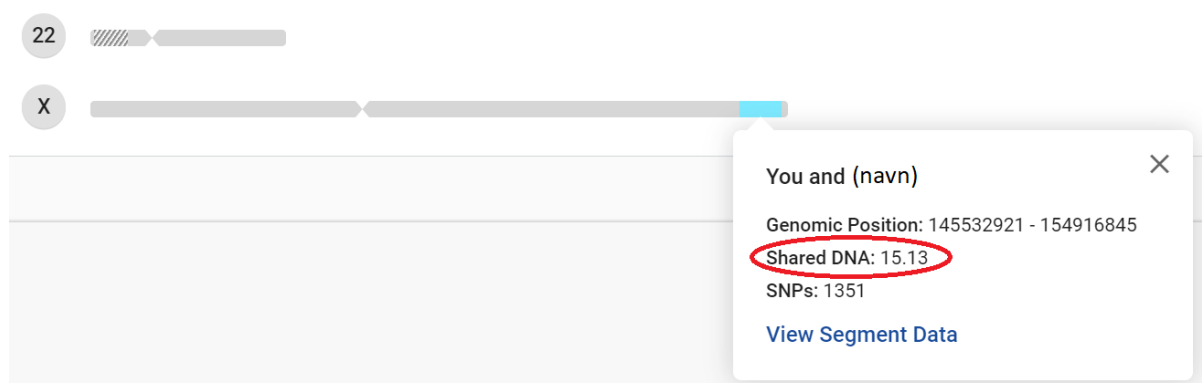 22
X
You and (navn)
Genomic Position: 145532921 - 154916845
Shared DNA: 15.13
SNPs: 1351
View Segment Data